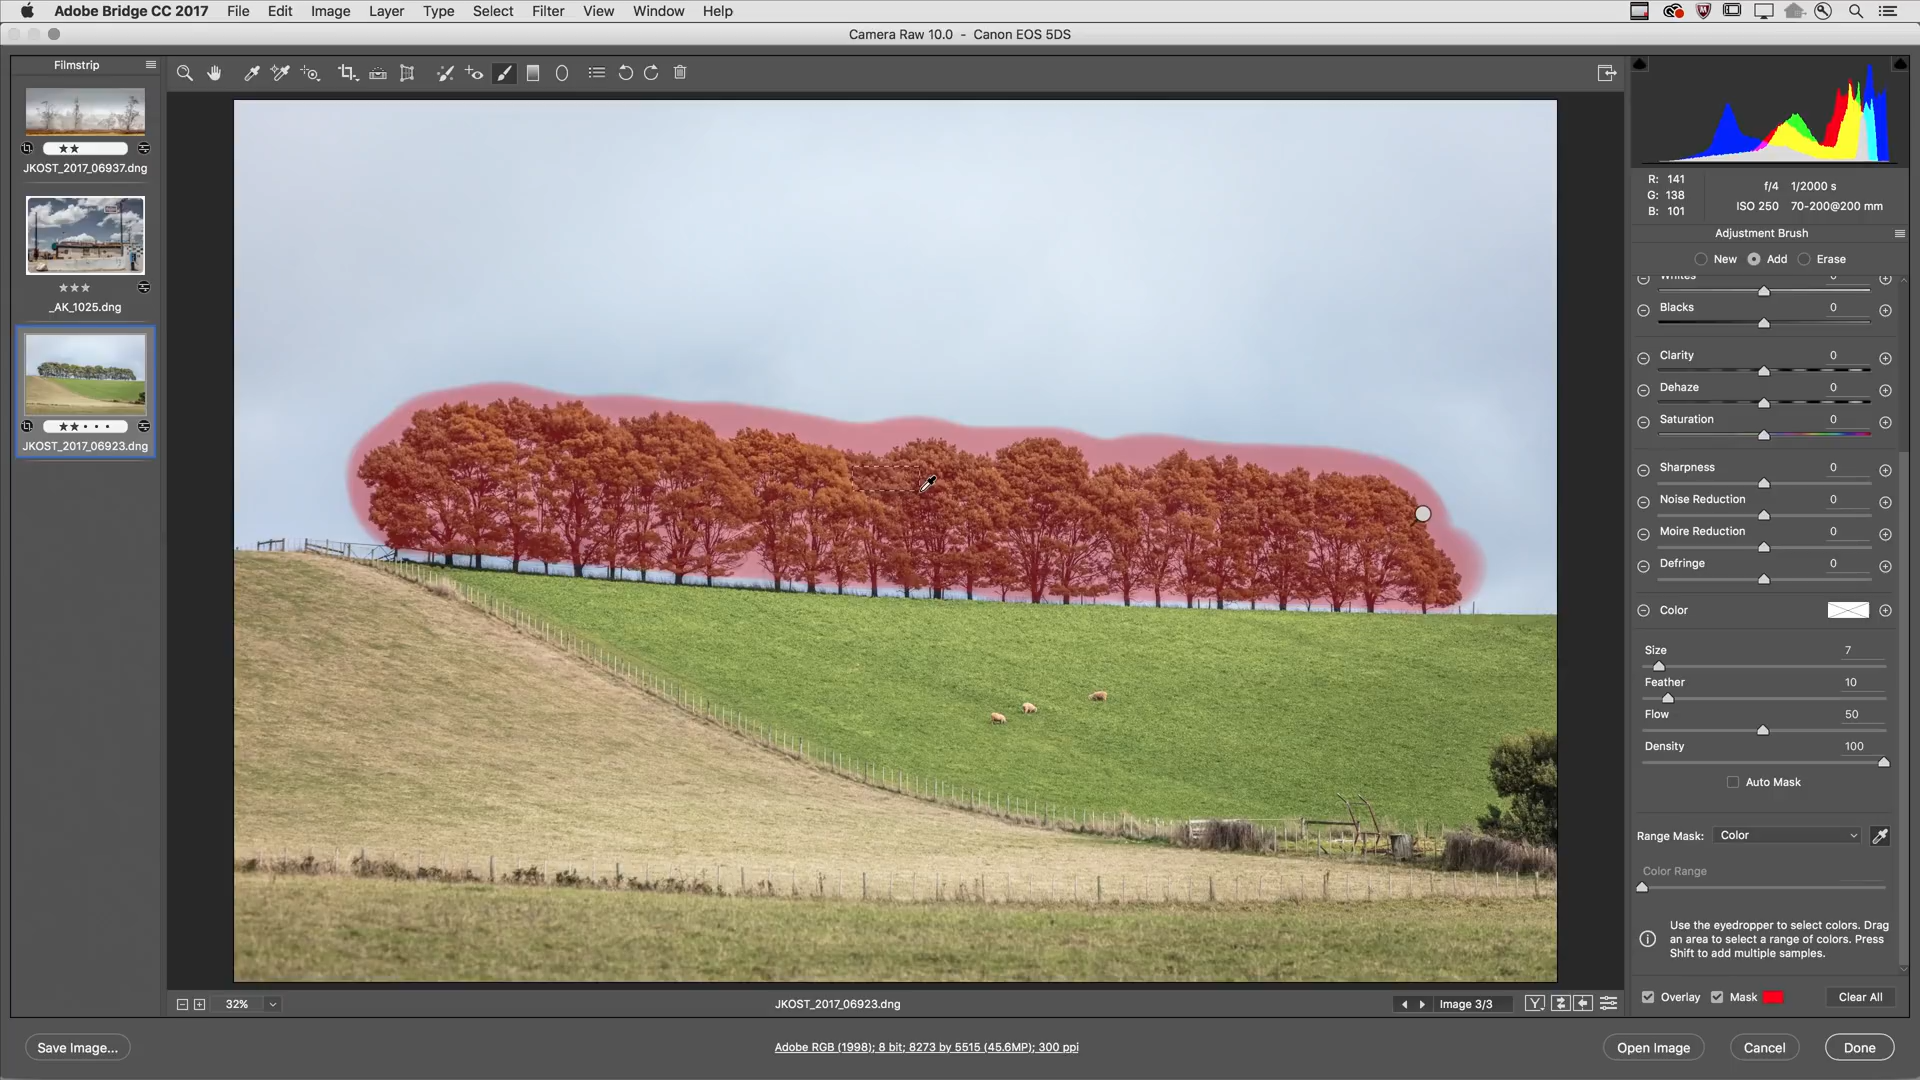 Adobe Bridge CC 2017 File Edit Image Layer Type Select Filter View Window Help
Camera Raw 10.0 - Canon EOS 5DS
Filmstrip
JKOST_2017_06937.dng
_AK_1025.dng
JKOST_2017_06923.dng
R: 141
G: 138
B: 101
f/4 1/2000 s
ISO 250 70-200@200 mm
Adjustment Brush
New Add Erase
Whites 0
Blacks 0
Clarity 0
Dehaze 0
Saturation 0
Sharpness 0
Noise Reduction 0
Moire Reduction 0
Defringe 0
Color
Size 7
Feather 10
Flow 50
Density 100
Auto Mask
Range Mask: Color
Color Range
Use the eyedropper to select colors. Drag
an area to select a range of colors. Press
Shift to add multiple samples.
Overlay Mask Clear All
32%
JKOST_2017_06923.dng
Image 3/3
Y
Save Image...
Adobe RGB (1998); 8 bit; 8273 by 5515 (45.6MP); 300 ppi
Open Image Cancel Done